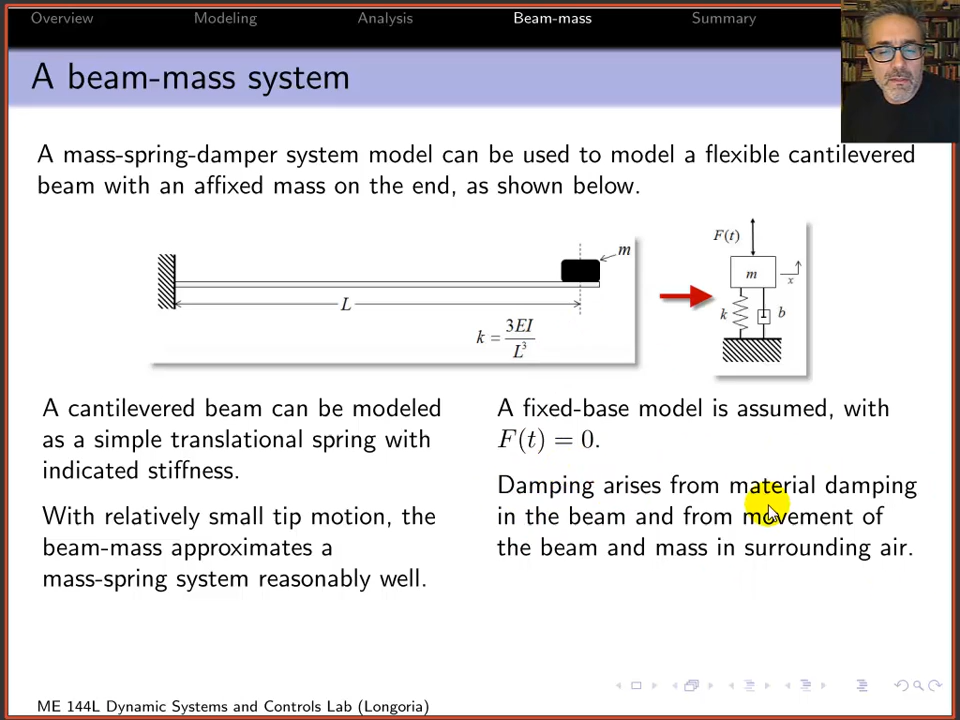 Overview Modeling Analysis Beam-mass Summary
A beam-mass system
A mass-spring-damper system model can be used to model a flexible cantilevered
beam with an affixed mass on the end, as shown below.
m
L
k = 3EI / L^3
F(t)
m
x
k
b
A cantilevered beam can be modeled
as a simple translational spring with
indicated stiffness.
With relatively small tip motion, the
beam-mass approximates a
mass-spring system reasonably well.
A fixed-base model is assumed, with
F(t) = 0.
Damping arises from material damping
in the beam and from movement of
the beam and mass in surrounding air.
ME 144L Dynamic Systems and Controls Lab (Longoria)